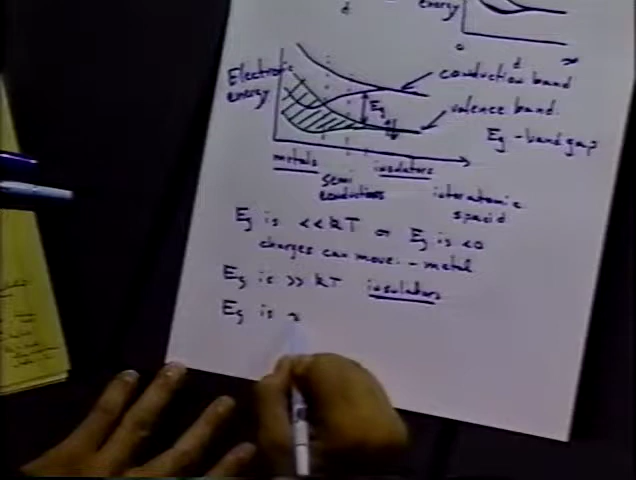 energy
o
d
d
Electronic
energy
conduction band
Eg
valence band.
Eg - band gap
metals
semi
conductors
insulators
interatomic
Eg is << kT or Eg is <0
charges can move. - metal
Eg is >> kT insulators
Eg is